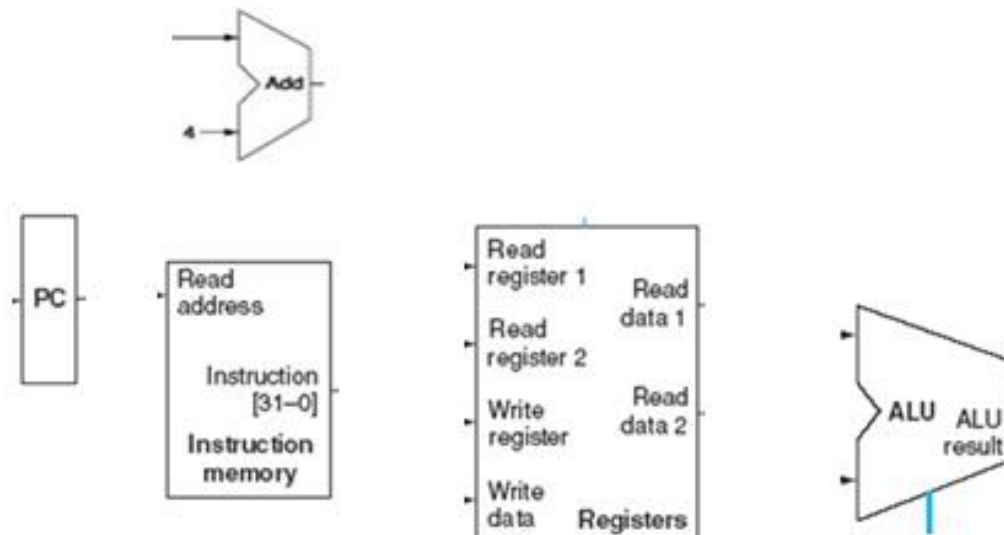 Add
4
PC
Read
address
Instruction
[31–0]
Instruction
memory
Read
register 1
Read
register 2
Write
register
Write
data
Read
data 1
Read
data 2
Registers
ALU
ALU
result